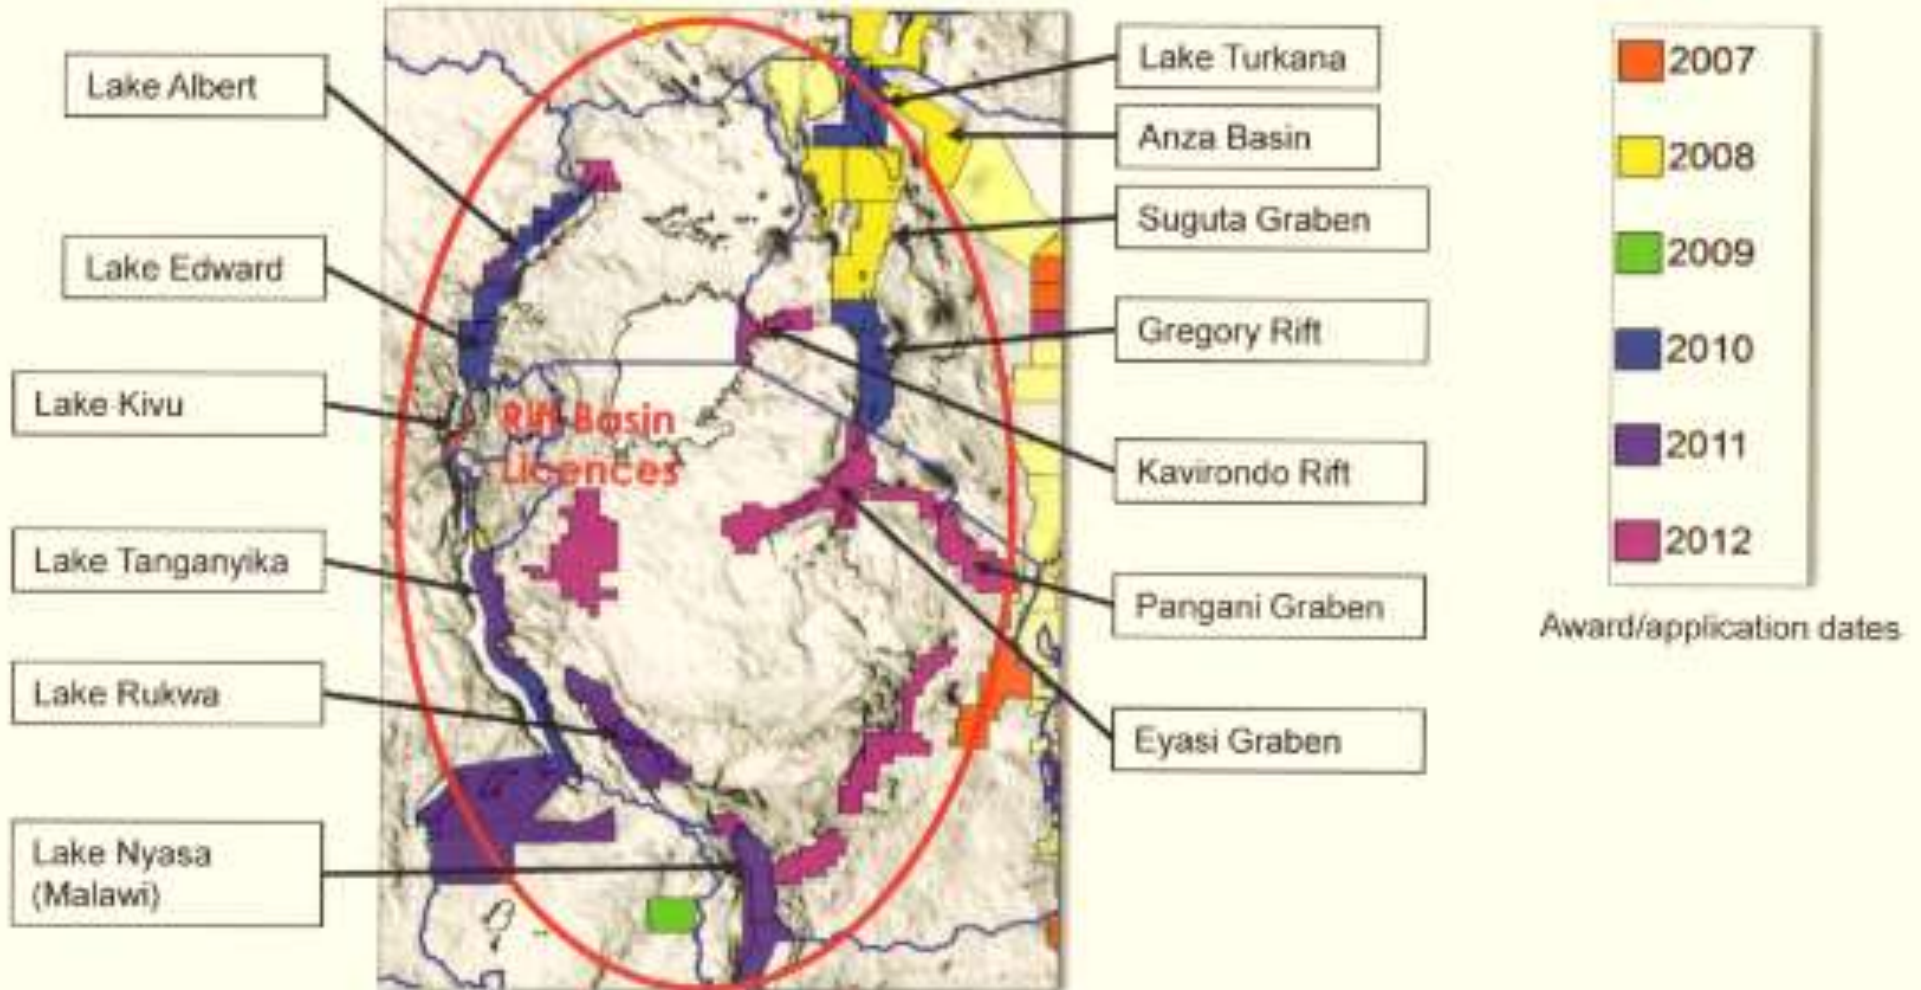 Lake Albert
Lake Edward
Lake Kivu
Lake Tanganyika
Lake Rukwa
Lake Nyasa
(Malawi)
Rift Basin
Licences
Lake Turkana
Anza Basin
Suguta Graben
Gregory Rift
Kavirondo Rift
Pangani Graben
Eyasi Graben
2007
2008
2009
2010
2011
2012
Award/application dates